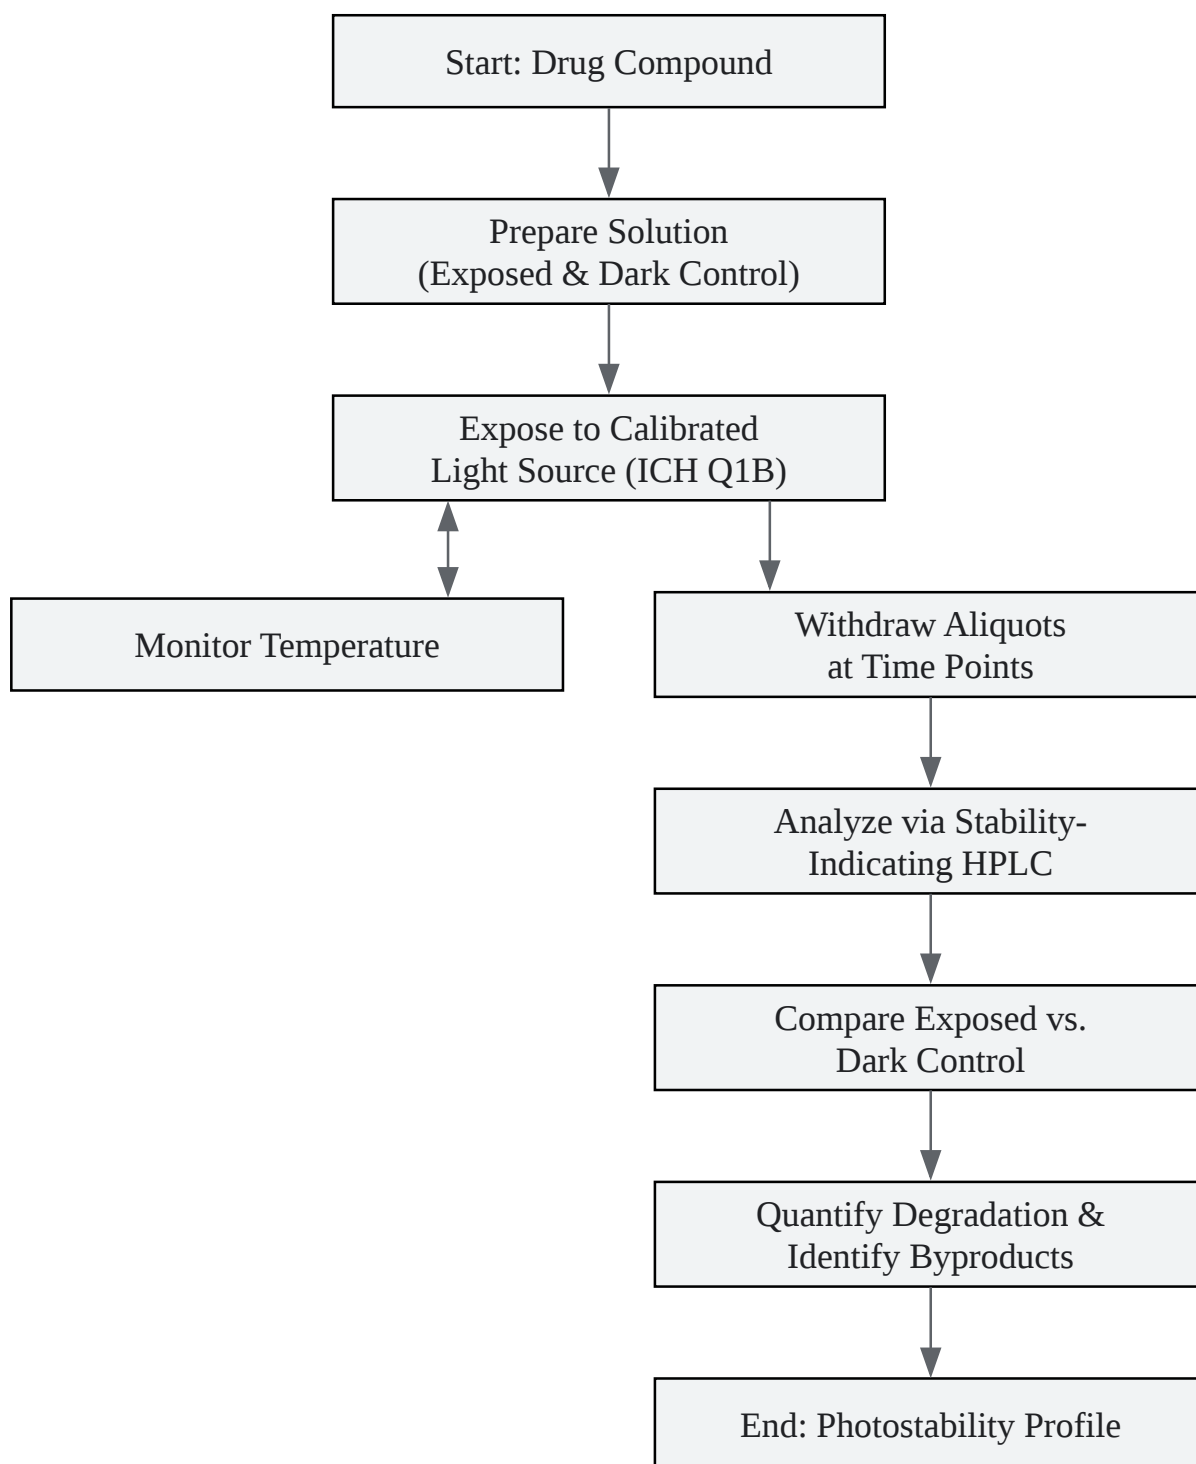 Start: Drug Compound
Prepare Solution
(Exposed & Dark Control)
Expose to Calibrated
Light Source (ICH Q1B)
Monitor Temperature
Withdraw Aliquots
at Time Points
Analyze via Stability-
Indicating HPLC
Compare Exposed vs.
Dark Control
Quantify Degradation &
Identify Byproducts
End: Photostability Profile